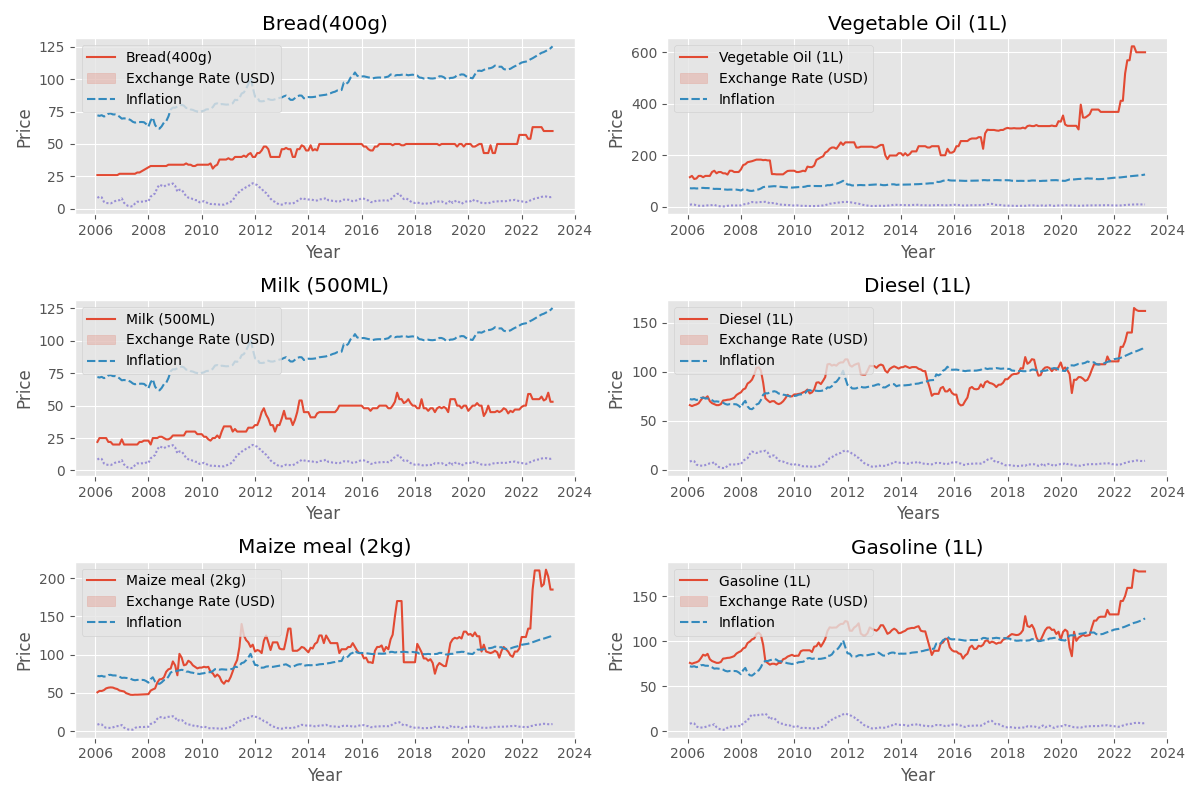 Bread(400g)
Price
125
100
75
50
25
0
Bread(400g)
Exchange Rate (USD)
Inflation
2006 2008 2010 2012 2014 2016 2018 2020 2022 2024
Year
Vegetable Oil (1L)
Price
600
400
200
0
Vegetable Oil (1L)
Exchange Rate (USD)
Inflation
2006 2008 2010 2012 2014 2016 2018 2020 2022 2024
Year
Milk (500ML)
Price
125
100
75
50
25
0
Milk (500ML)
Exchange Rate (USD)
Inflation
2006 2008 2010 2012 2014 2016 2018 2020 2022 2024
Year
Diesel (1L)
Price
150
100
50
0
Diesel (1L)
Exchange Rate (USD)
Inflation
2006 2008 2010 2012 2014 2016 2018 2020 2022 2024
Years
Maize meal (2kg)
Price
200
150
100
50
0
Maize meal (2kg)
Exchange Rate (USD)
Inflation
2006 2008 2010 2012 2014 2016 2018 2020 2022 2024
Year
Gasoline (1L)
Price
150
100
50
0
Gasoline (1L)
Exchange Rate (USD)
Inflation
2006 2008 2010 2012 2014 2016 2018 2020 2022 2024
Year